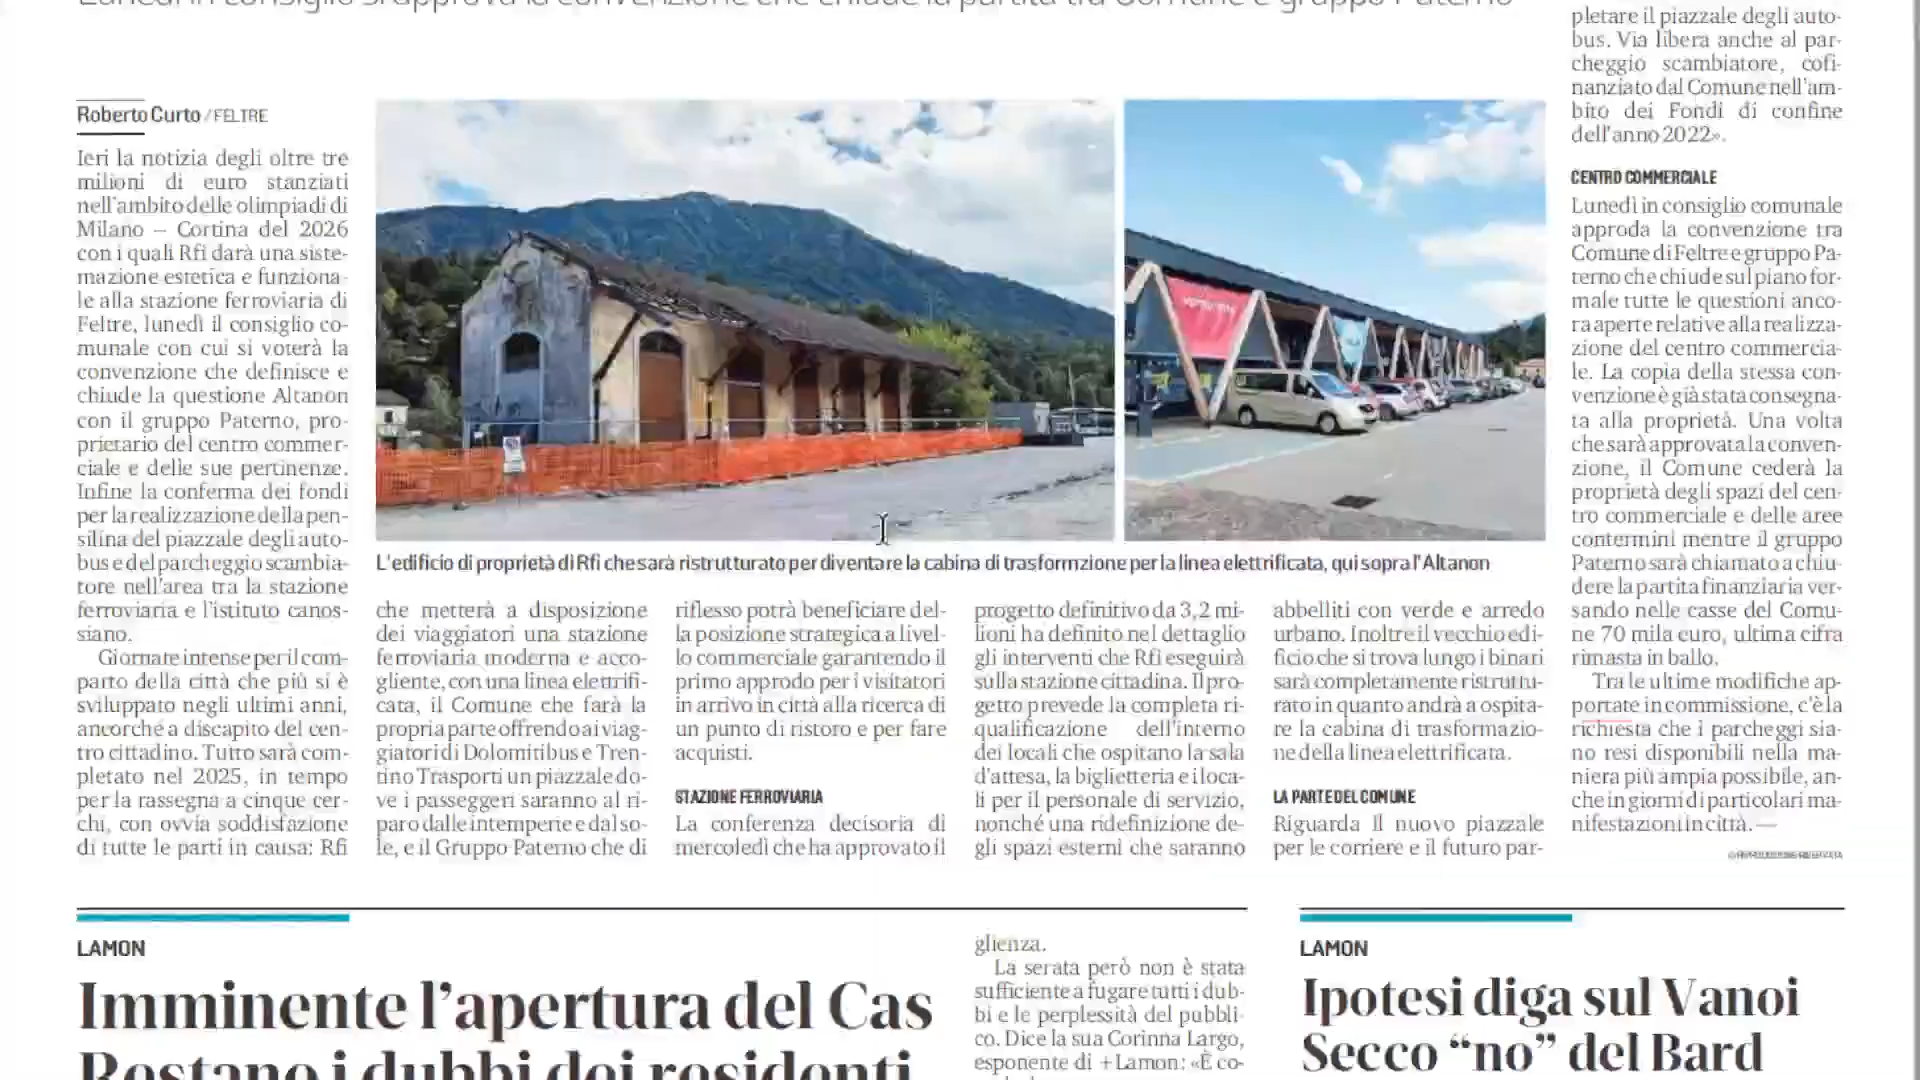 Lunedì in consiglio si approva la convenzione che chiude la partita tra Comune e gruppo Paterno
Roberto Curto / FELTRE
Ieri la notizia degli oltre tre
milioni di euro stanziati
nell'ambito delle olimpiadi di
Milano – Cortina del 2026
con i quali Rfi darà una siste-
mazione estetica e funziona-
le alla stazione ferroviaria di
Feltre, lunedì il consiglio co-
munale con cui si voterà la
convenzione che definisce e
chiude la questione Altanon
con il gruppo Paterno, pro-
prietario del centro commer-
ciale e delle sue pertinenze.
Infine la conferma dei fondi
per la realizzazione della pen-
silina del piazzale degli auto-
bus e del parcheggio scambia-
tore nell'area tra la stazione
ferroviaria e l'istituto canos-
siano.
Giornate intense per il com-
parto della città che più si è
sviluppato negli ultimi anni,
ancorché a discapito del cen-
tro cittadino. Tutto sarà com-
pletato nel 2025, in tempo
per la rassegna a cinque cer-
chi, con ovvia soddisfazione
di tutte le parti in causa: Rfi
L'edificio di proprietà di Rfi che sarà ristrutturato per diventare la cabina di trasformzione per la linea elettrificata, qui sopra l'Altanon
che metterà a disposizione
dei viaggiatori una stazione
ferroviaria moderna e acco-
gliente, con una linea elettrifi-
cata, il Comune che farà la
propria parte offrendo ai viag-
giatori di Dolomitibus e Tren-
tino Trasporti un piazzale do-
ve i passeggeri saranno al ri-
paro dalle intemperie e dal so-
le, e il Gruppo Paterno che di
riflesso potrà beneficiare del-
la posizione strategica a livel-
lo commerciale garantendo il
primo approdo per i visitatori
in arrivo in città alla ricerca di
un punto di ristoro e per fare
acquisti.
STAZIONE FERROVIARIA
La conferenza decisoria di
mercoledì che ha approvato il
progetto definitivo da 3,2 mi-
lioni ha definito nel dettaglio
gli interventi che Rfi eseguirà
sulla stazione cittadina. Il pro-
getto prevede la completa ri-
qualificazione dell'interno
dei locali che ospitano la sala
d'attesa, la biglietteria e i loca-
li per il personale di servizio,
nonché una ridefinizione de-
gli spazi esterni che saranno
abbelliti con verde e arredo
urbano. Inoltre il vecchio edi-
ficio che si trova lungo i binari
sarà completamente ristruttu-
rato in quanto andrà a ospita-
re la cabina di trasformazio-
ne della linea elettrificata.
LA PARTE DEL COMUNE
Riguarda Il nuovo piazzale
per le corriere e il futuro par-
pletare il piazzale degli auto-
bus. Via libera anche al par-
cheggio scambiatore, cofi-
nanziato dal Comune nell'am-
bito dei Fondi di confine
dell'anno 2022».
CENTRO COMMERCIALE
Lunedì in consiglio comunale
approda la convenzione tra
Comune di Feltre e gruppo Pa-
terno che chiude sul piano for-
male tutte le questioni anco-
ra aperte relative alla realizza-
zione del centro commercia-
le. La copia della stessa con-
venzione è già stata consegna-
ta alla proprietà. Una volta
che sarà approvata la conven-
zione, il Comune cederà la
proprietà degli spazi del cen-
tro commerciale e delle aree
contermini mentre il gruppo
Paterno sarà chiamato a chiu-
dere la partita finanziaria ver-
sando nelle casse del Comu-
ne 70 mila euro, ultima cifra
rimasta in ballo.
Tra le ultime modifiche ap-
portate in commissione, c'è la
richiesta che i parcheggi sia-
no resi disponibili nella ma-
niera più ampia possibile, an-
che in giorni di particolari ma-
nifestazioni in città. —
©RIPRODUZIONE RISERVATA
LAMON
Imminente l'apertura del Cas
Restano i dubbi dei residenti
glienza.
La serata però non è stata
sufficiente a fugare tutti i dub-
bi e le perplessità del pubbli-
co. Dice la sua Corinna Largo,
esponente di +Lamon: «È co-
LAMON
Ipotesi diga sul Vanoi
Secco “no” del Bard